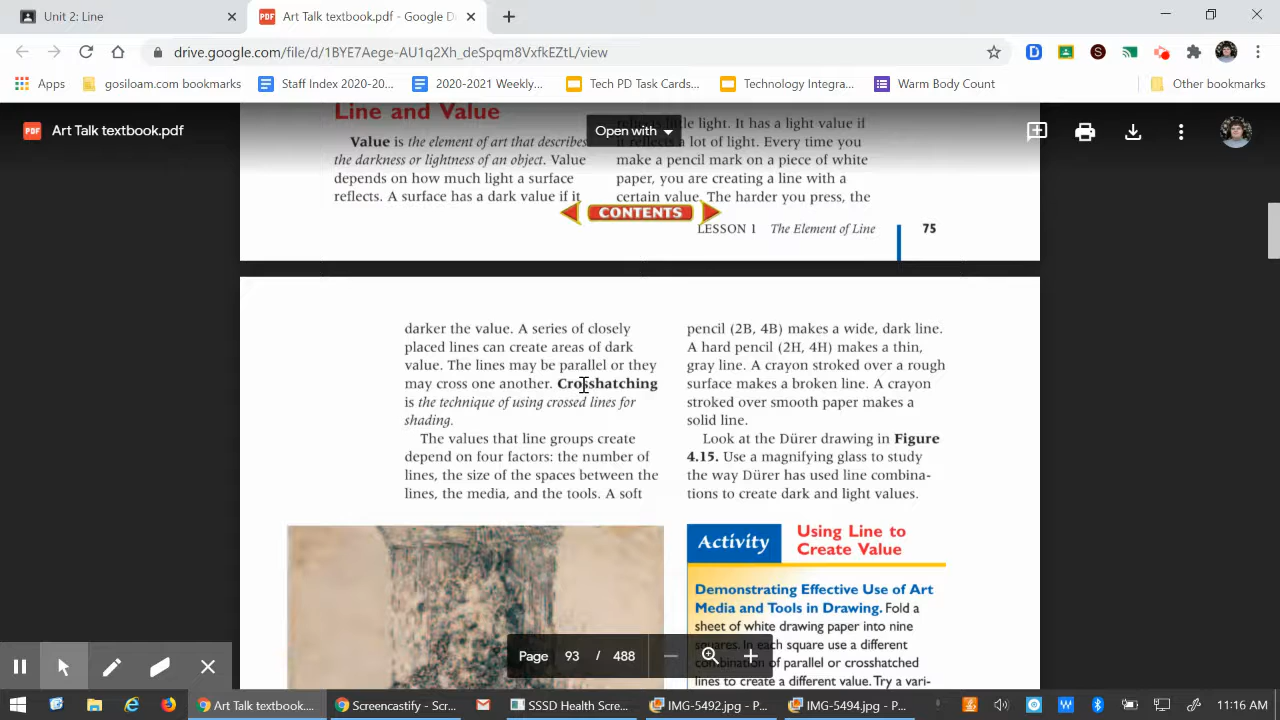 Unit 2: Line
Art Talk textbook.pdf - Google D
drive.google.com/file/d/1BYE7Aege-AU1q2Xh_deSpqm8VxfkEZtL/view
Apps
gosiloam.com bookmarks
Staff Index 2020-20...
2020-2021 Weekly...
Tech PD Task Cards...
Technology Integra...
Warm Body Count
Other bookmarks
PDF Art Talk textbook.pdf
Open with
Line and Value
Value is the element of art that describes
the darkness or lightness of an object. Value
depends on how much light a surface
reflects. A surface has a dark value if it
reflects little light. It has a light value if
it reflects a lot of light. Every time you
make a pencil mark on a piece of white
paper, you are creating a line with a
certain value. The harder you press, the
CONTENTS
LESSON 1 The Element of Line 75
darker the value. A series of closely
placed lines can create areas of dark
value. The lines may be parallel or they
may cross one another. Crosshatching
is the technique of using crossed lines for
shading.
The values that line groups create
depend on four factors: the number of
lines, the size of the spaces between the
lines, the media, and the tools. A soft
pencil (2B, 4B) makes a wide, dark line.
A hard pencil (2H, 4H) makes a thin,
gray line. A crayon stroked over a rough
surface makes a broken line. A crayon
stroked over smooth paper makes a
solid line.
Look at the Dürer drawing in Figure
4.15. Use a magnifying glass to study
the way Dürer has used line combina-
tions to create dark and light values.
Activity
Using Line to
Create Value
Demonstrating Effective Use of Art
Media and Tools in Drawing. Fold a
sheet of white drawing paper into nine
squares. In each square use a different
combination of parallel or crosshatched
lines to create a different value. Try a vari-
Page 93 / 488
Art Talk textbook....
Screencastify - Scr...
SSSD Health Scre...
IMG-5492.jpg - P...
IMG-5494.jpg - P...
11:16 AM